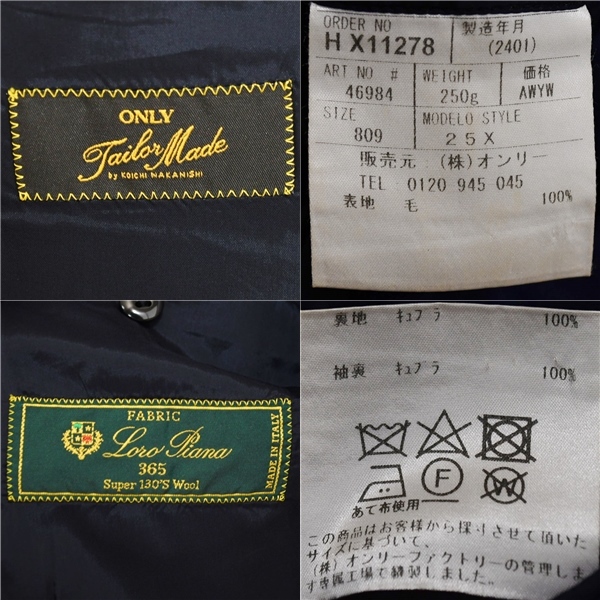 ONLY
Tailor Made
by KOICHI NAKANISHI
ORDER NO 製造年月
H X11278 (2401)
ART NO # WEIGHT 価格
46984 250g AWYW
SIZE MODELO STYLE
809 25X
販売元 : (株)オンリー
TEL : 0120 945 045
表地 毛 100%
FABRIC
Loro Piana
365
Super 130'S Wool
MADE IN ITALY
裏地 キュプラ 100%
袖裏 キュプラ 100%
F
W
あて布使用
この商品はお客様から採寸させて頂いた
サイズに基づいて、
(株)オンリーファクトリーの管理しま
す専属工場で縫製しました。